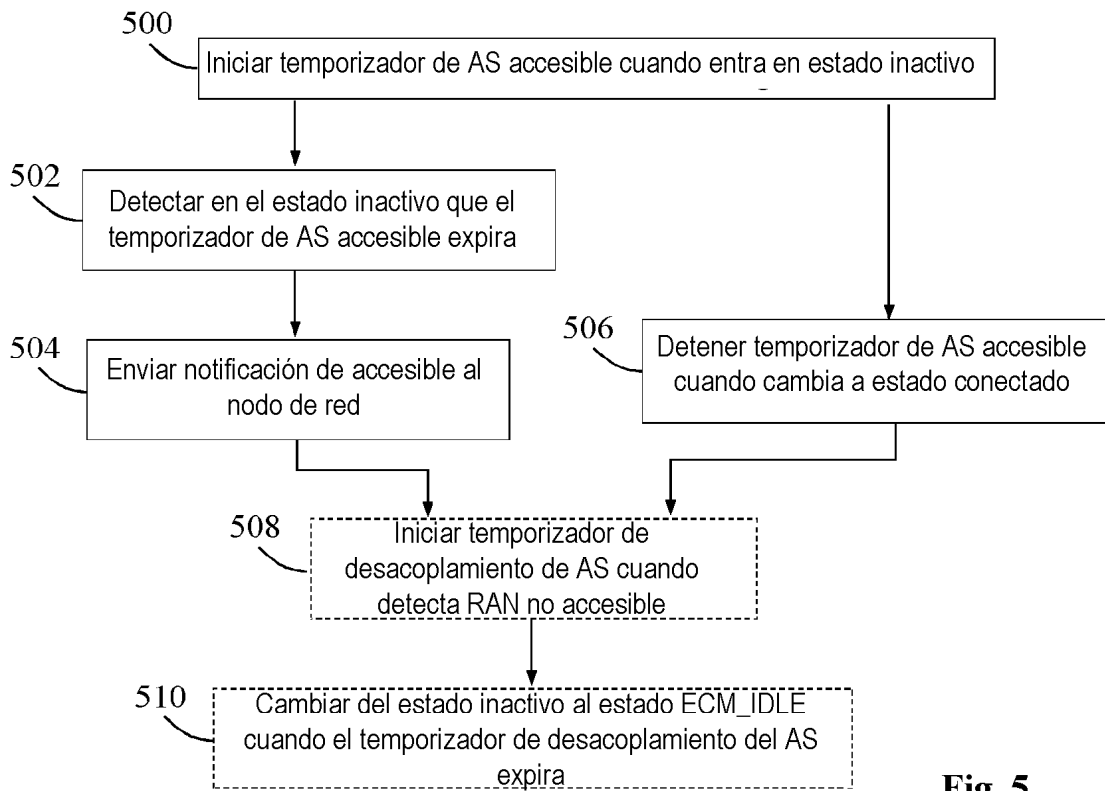 500
Iniciar temporizador de AS accesible cuando entra en estado inactivo
502
Detectar en el estado inactivo que el
temporizador de AS accesible expira
504
Enviar notificación de accesible al
nodo de red
506
Detener temporizador de AS accesible
cuando cambia a estado conectado
508
Iniciar temporizador de
desacoplamiento de AS cuando
detecta RAN no accesible
510
Cambiar del estado inactivo al estado ECM_IDLE
cuando el temporizador de desacoplamiento del AS
expira
Fig. 5